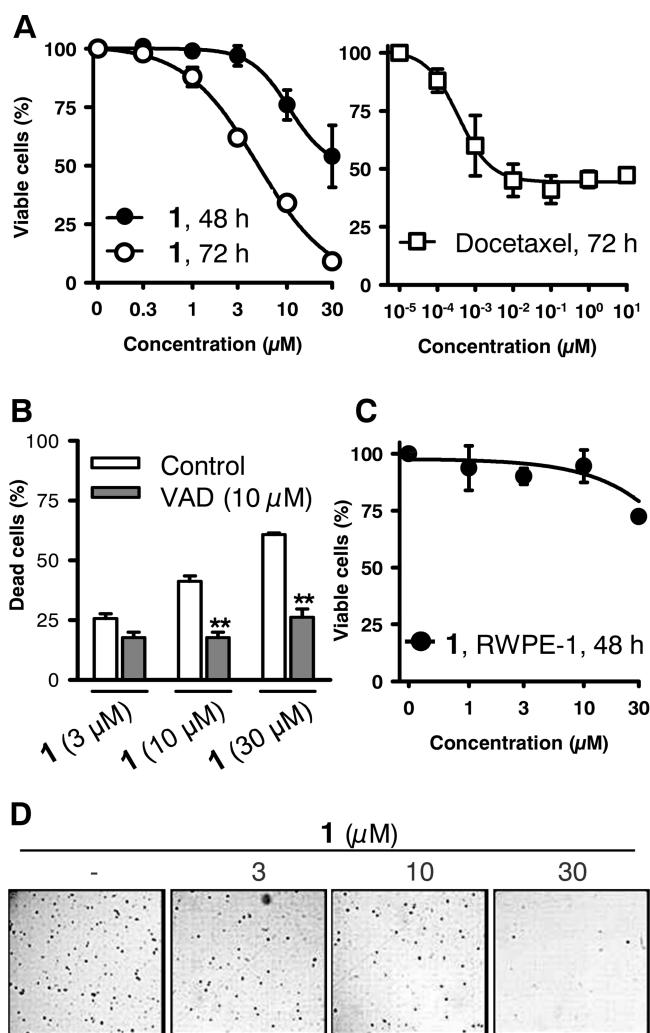 A
100
75
50
25
0
Viable cells (%)
1, 48 h
1, 72 h
0 0.3 1 3 10 30
Concentration (µM)
100
75
50
25
0
Docetaxel, 72 h
10⁻⁵ 10⁻⁴ 10⁻³ 10⁻² 10⁻¹ 10⁰ 10¹
Concentration (µM)
B
100
75
50
25
0
Dead cells (%)
Control
VAD (10 µM)
**
**
1 (3 µM)
1 (10 µM)
1 (30 µM)
C
100
75
50
25
0
Viable cells (%)
1, RWPE-1, 48 h
0 1 3 10 30
Concentration (µM)
D
1 (µM)
- 3 10 30